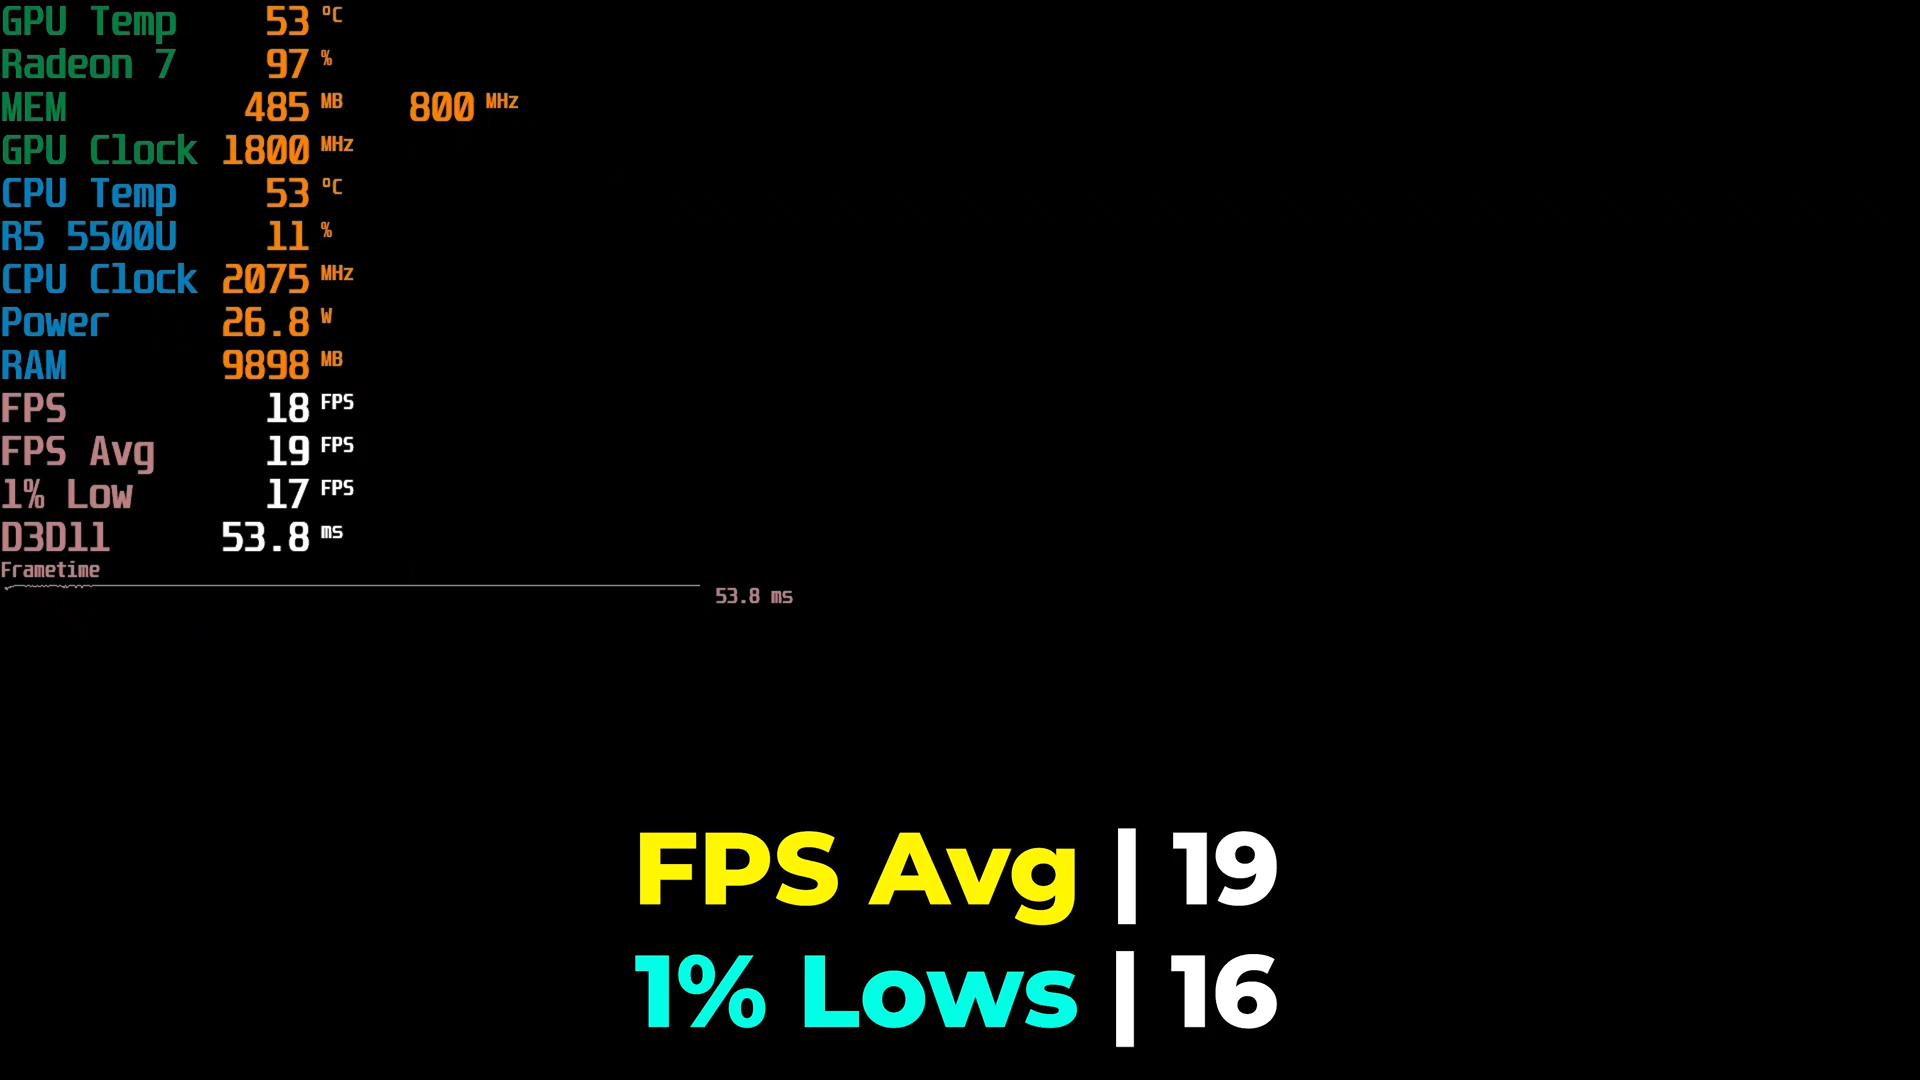 GPU Temp 53 °C
Radeon 7 97 %
MEM 485 MB 800 MHz
GPU Clock 1800 MHz
CPU Temp 53 °C
R5 5500U 11 %
CPU Clock 2075 MHz
Power 26.8 W
RAM 9898 MB
FPS 18 FPS
FPS Avg 19 FPS
1% Low 17 FPS
D3D11 53.8 ms
Frametime
53.8 ms
FPS Avg | 19
1% Lows | 16